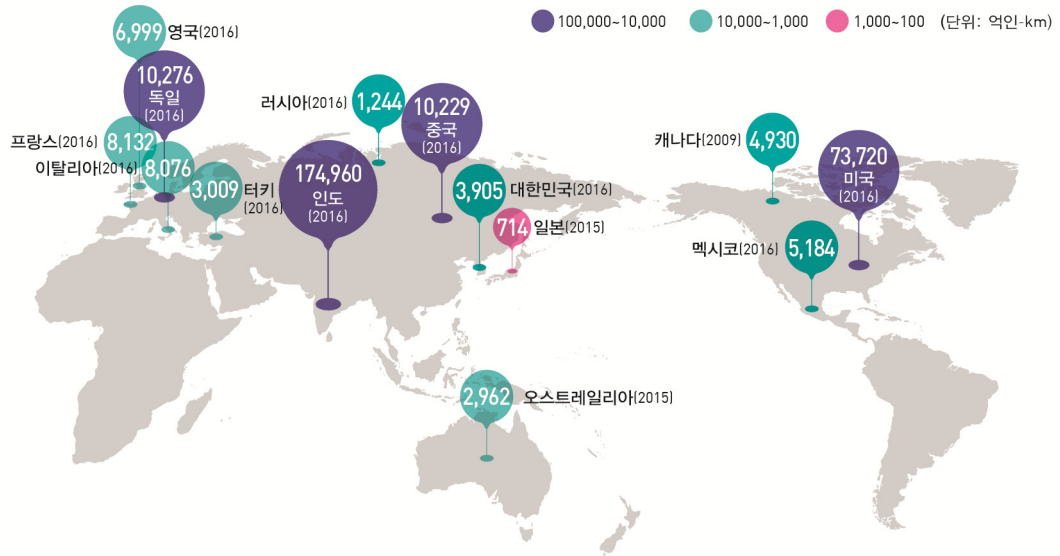 100,000~10,000 10,000~1,000 1,000~100 (단위: 억인-km)
6,999 영국(2016)
10,276
독일
(2016)
프랑스(2016) 8,132
이탈리아(2016) 8,076
3,009 터키
(2016)
러시아(2016) 1,244
10,229
중국
(2016)
174,960
인도
(2016)
3,905 대한민국(2016)
714 일본(2015)
캐나다(2009) 4,930
73,720
미국
(2016)
멕시코(2016) 5,184
2,962 오스트레일리아(2015)